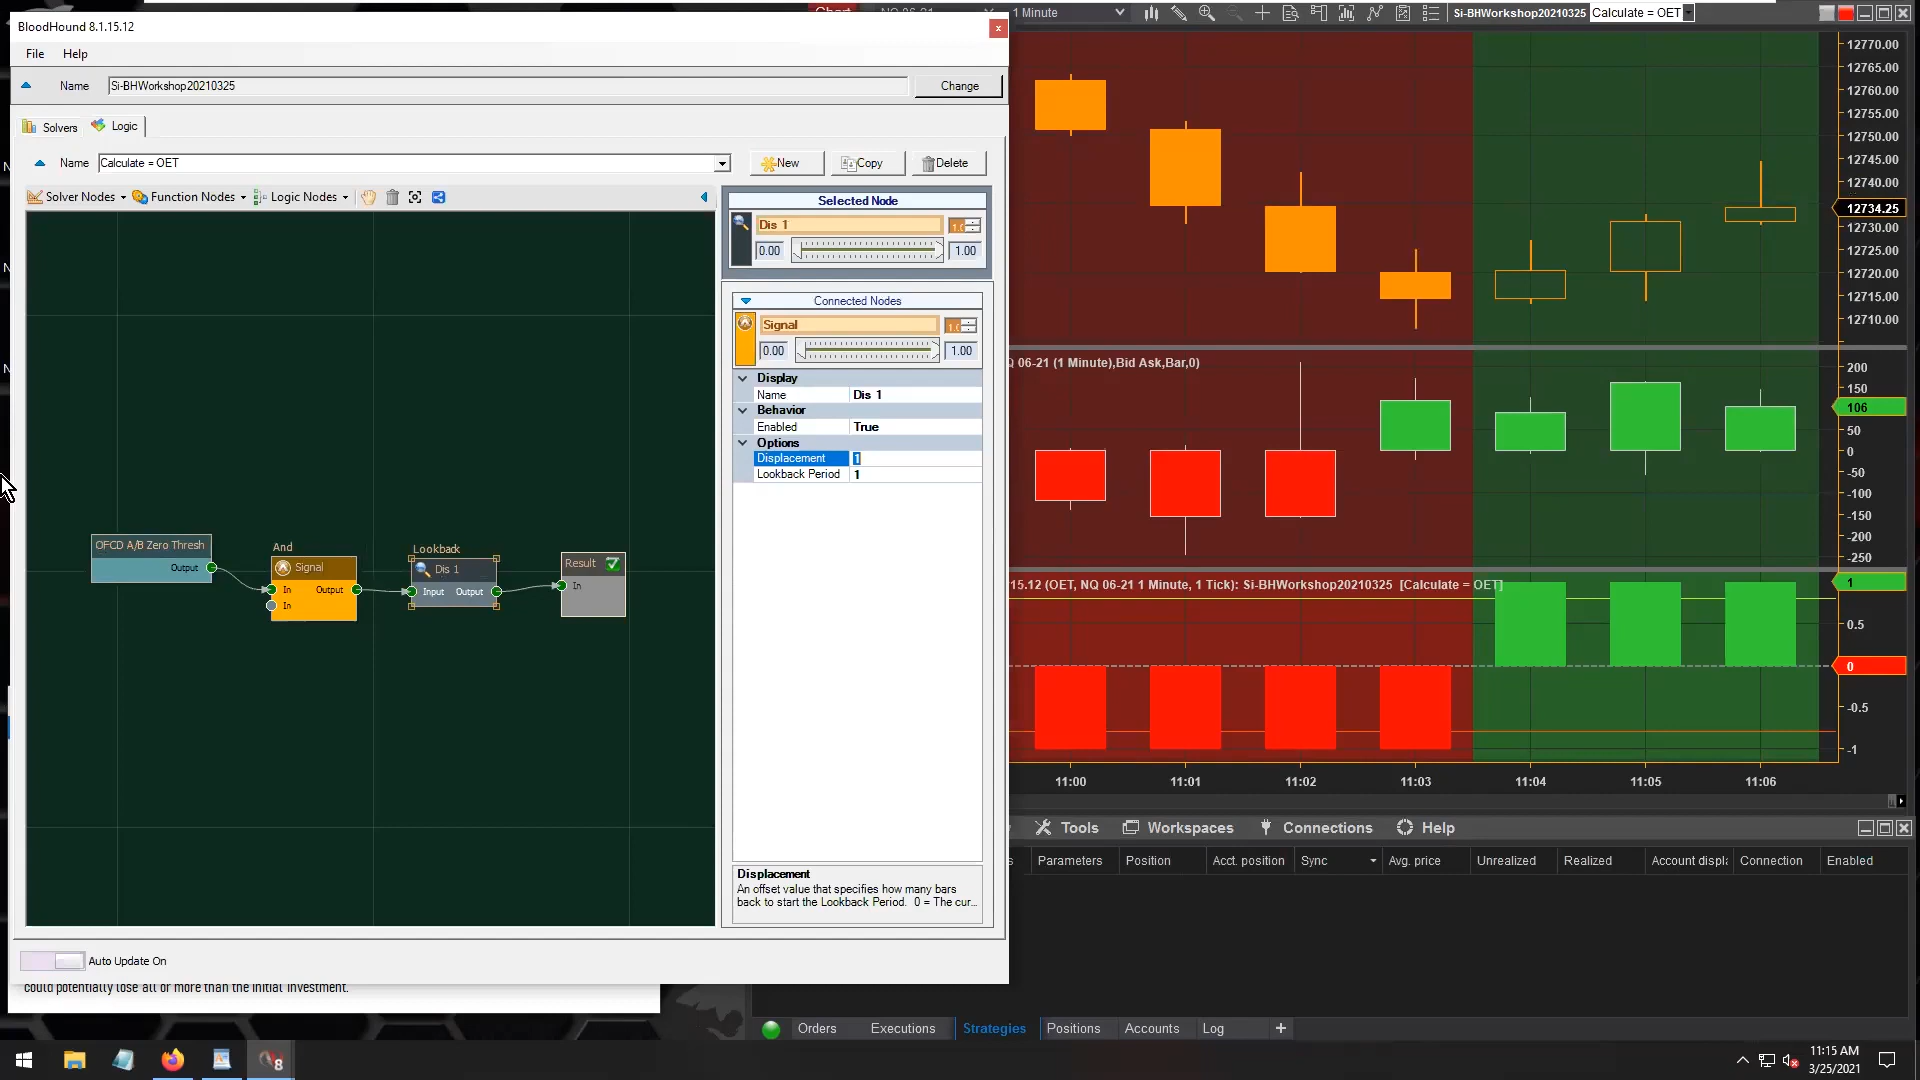 BloodHound 8.1.15.12
x
File Help
Name Si-BHWorkshop20210325 Change
Solvers Logic
Name Calculate = OET New Copy Delete
Solver Nodes Function Nodes Logic Nodes
Selected Node
Dis 1
0.00 1.00
Connected Nodes
Signal
0.00 1.00
Display
Name Dis 1
Behavior
Enabled True
Options
Displacement 1
Lookback Period 1
OFCD A/B Zero Thresh
Output
And
Signal
In Output
In
Lookback
Dis 1
Input Output
Result
In
Displacement
An offset value that specifies how many bars
back to start the Lookback Period. 0 = The cur...
Auto Update On
could potentially lose all or more than the initial investment.
1 Minute Si-BHWorkshop20210325 Calculate = OET
12770.00
12765.00
12760.00
12755.00
12750.00
12745.00
12740.00
12734.25
12730.00
12725.00
12720.00
12715.00
12710.00
Q 06-21 (1 Minute),Bid Ask,Bar,0)
200
150
106
50
0
-50
-100
-150
-200
-250
15.12 (OET, NQ 06-21 1 Minute, 1 Tick): Si-BHWorkshop20210325 [Calculate = OET]
1
0.5
0
-0.5
-1
11:00 11:01 11:02 11:03 11:04 11:05 11:06
Tools Workspaces Connections Help
Parameters Position Acct. position Sync Avg. price Unrealized Realized Account displ Connection Enabled
Orders Executions Strategies Positions Accounts Log +
8
11:15 AM
3/25/2021